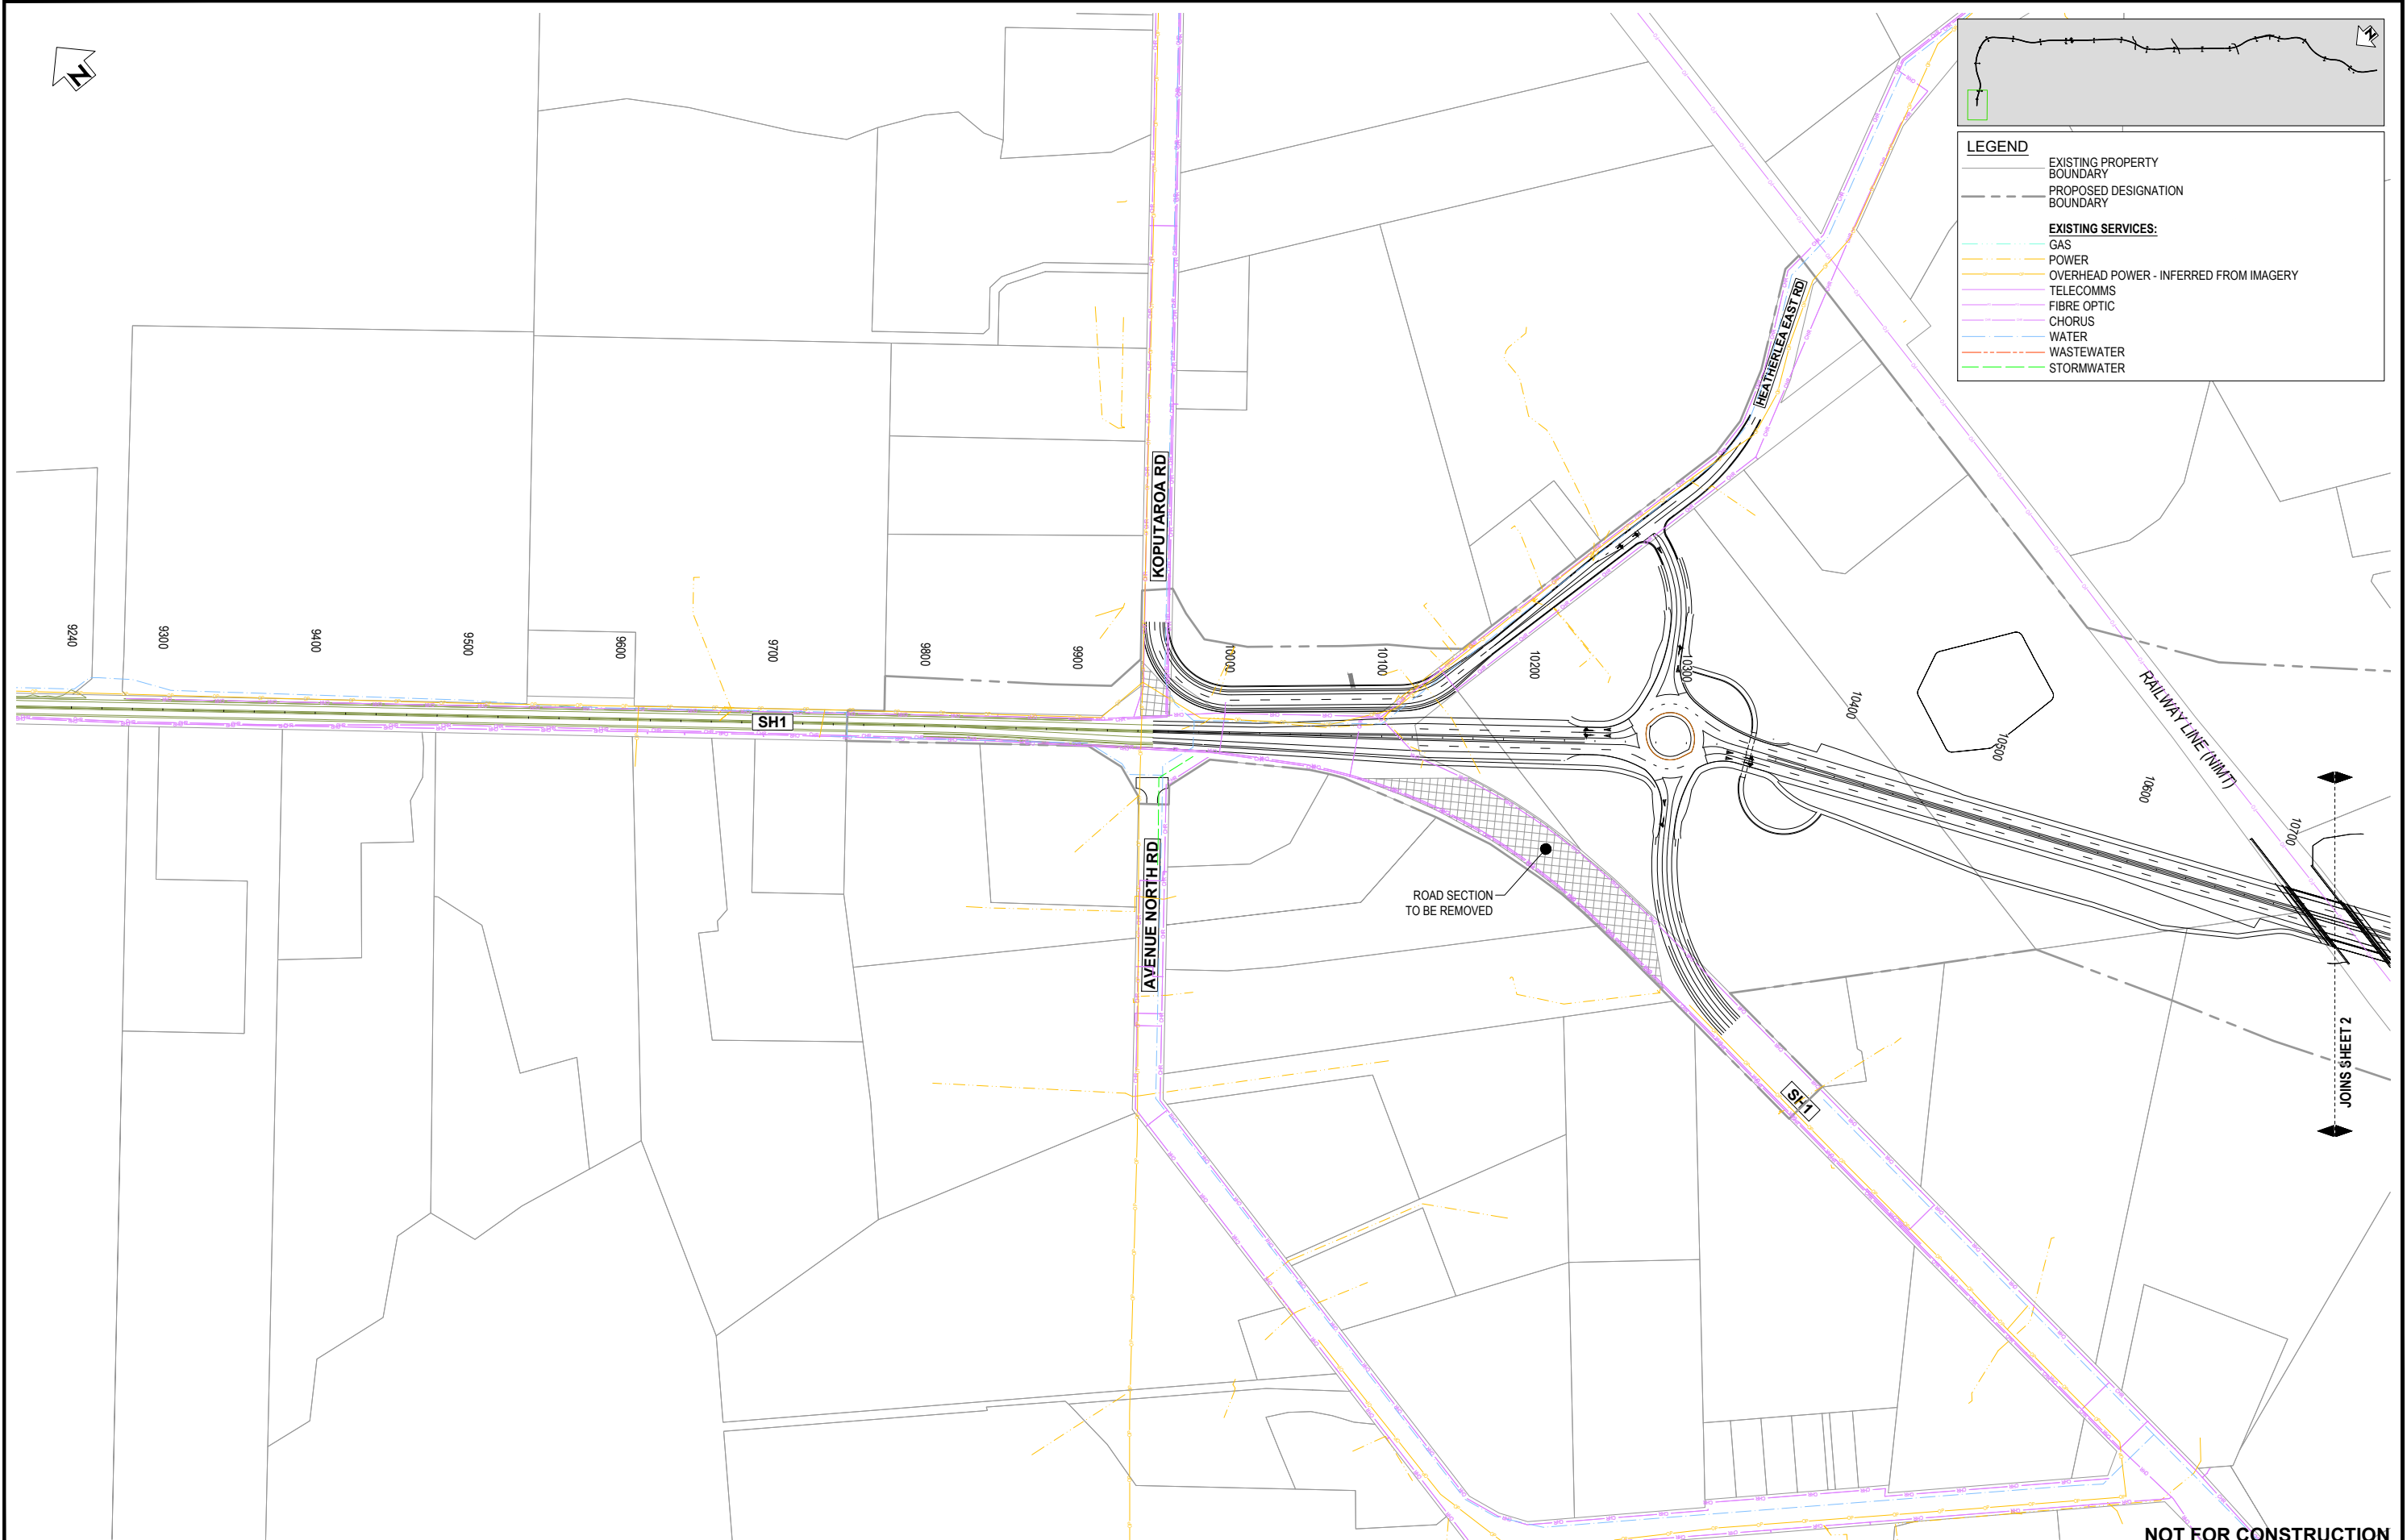 N
N
LEGEND
EXISTING PROPERTY
BOUNDARY
PROPOSED DESIGNATION
BOUNDARY
EXISTING SERVICES:
GAS
POWER
OVERHEAD POWER - INFERRED FROM IMAGERY
TELECOMMS
FIBRE OPTIC
CHORUS
WATER
WASTEWATER
STORMWATER
HEATHERLEA EAST RD
KOPUTAROA RD
9240
9300
9400
9500
9600
9700
9800
9900
10000
10100
10200
10300
10400
10500
10600
10700
SH1
RAILWAY LINE (NIMT)
AVENUE NORTH RD
ROAD SECTION
TO BE REMOVED
SH1
JOINS SHEET 2
NOT FOR CONSTRUCTION